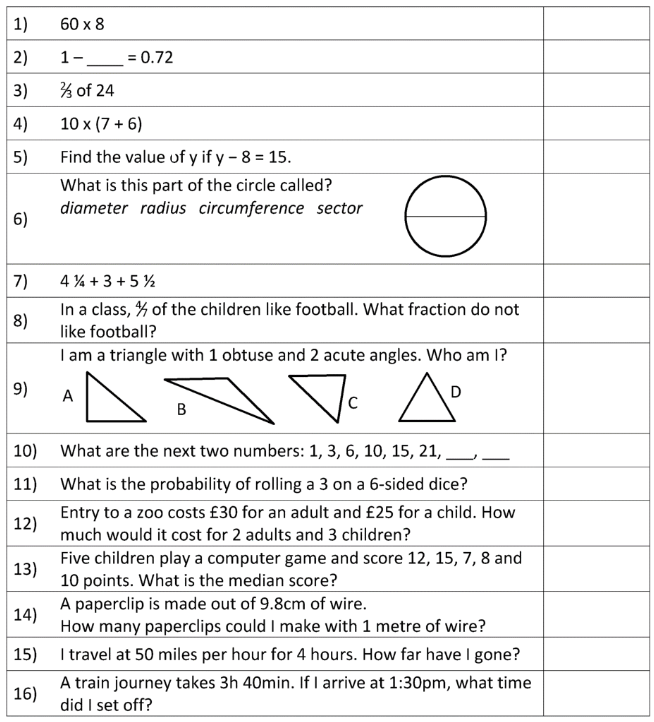 1) 60 x 8
2) 1 – ____ = 0.72
3) ⅔ of 24
4) 10 x (7 + 6)
5) Find the value of y if y – 8 = 15.
What is this part of the circle called?
6) diameter radius circumference sector
7) 4 ¼ + 3 + 5 ½
8) In a class, 4/7 of the children like football. What fraction do not
like football?
I am a triangle with 1 obtuse and 2 acute angles. Who am I?
9) A B C D
10) What are the next two numbers: 1, 3, 6, 10, 15, 21, ___, ___
11) What is the probability of rolling a 3 on a 6-sided dice?
12) Entry to a zoo costs £30 for an adult and £25 for a child. How
much would it cost for 2 adults and 3 children?
13) Five children play a computer game and score 12, 15, 7, 8 and
10 points. What is the median score?
14) A paperclip is made out of 9.8cm of wire.
How many paperclips could I make with 1 metre of wire?
15) I travel at 50 miles per hour for 4 hours. How far have I gone?
16) A train journey takes 3h 40min. If I arrive at 1:30pm, what time
did I set off?